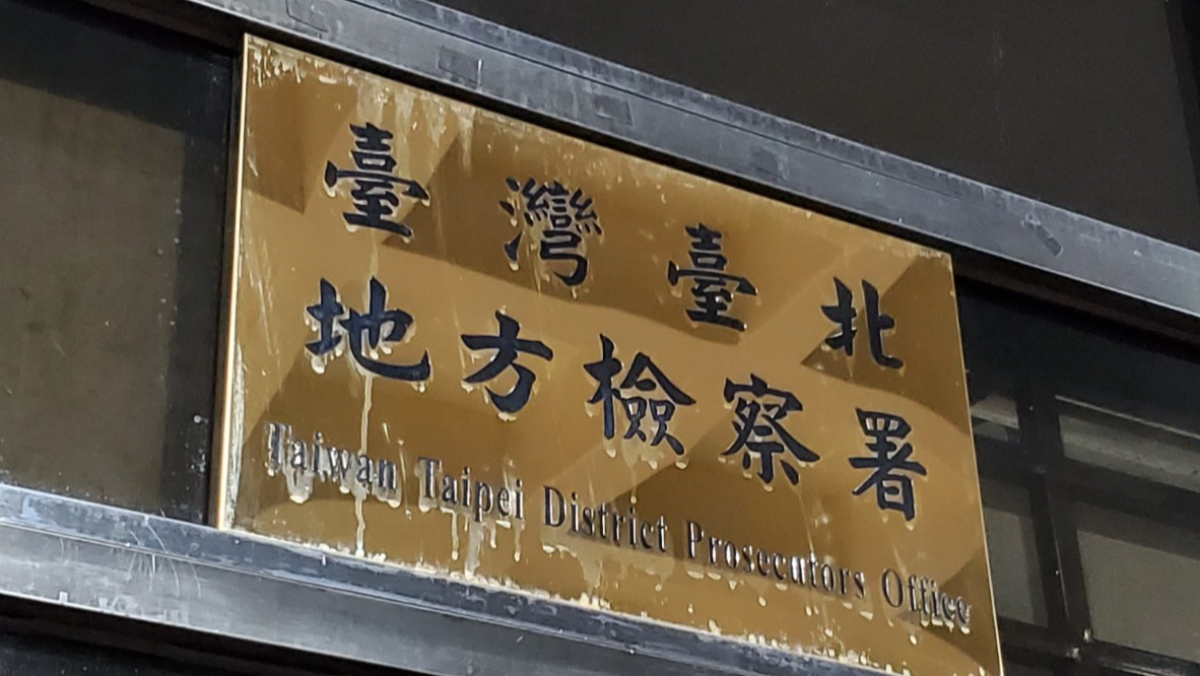 臺灣臺北
地方檢察署
Taiwan Taipei District Prosecutors Office